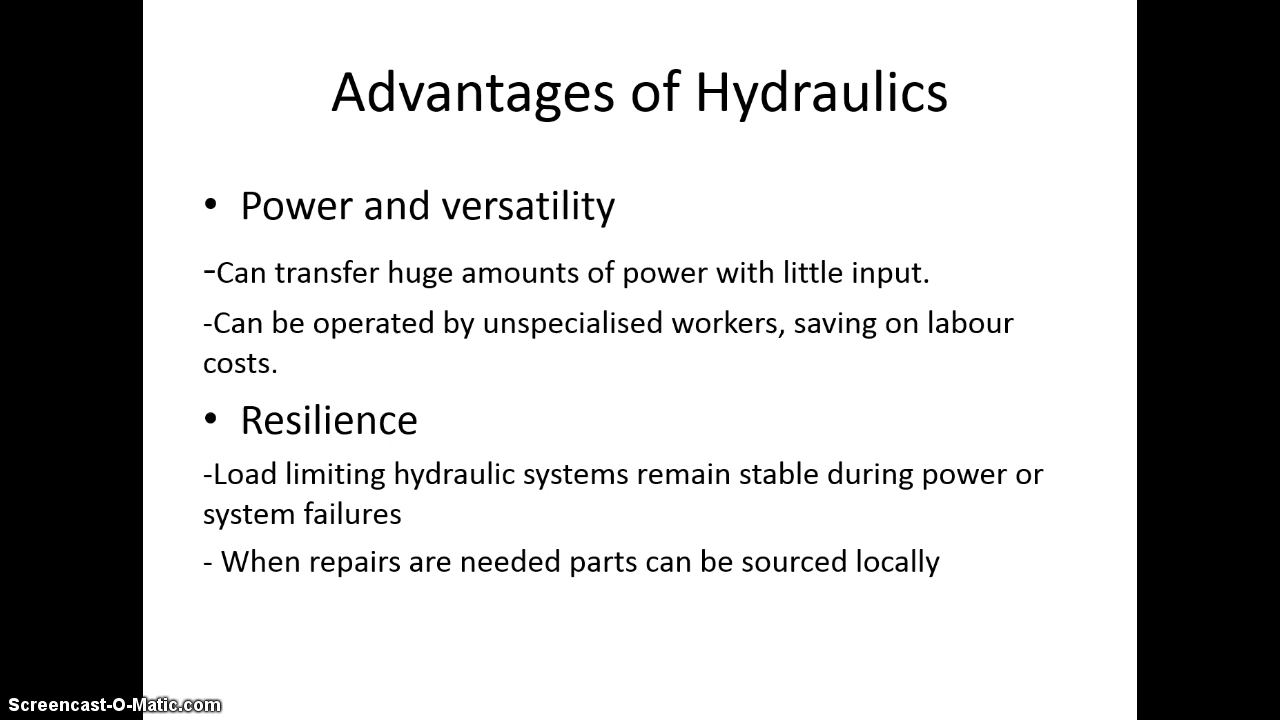 Advantages of Hydraulics
• Power and versatility
-Can transfer huge amounts of power with little input.
-Can be operated by unspecialised workers, saving on labour
costs.
• Resilience
-Load limiting hydraulic systems remain stable during power or
system failures
- When repairs are needed parts can be sourced locally
Screencast-O-Matic.com